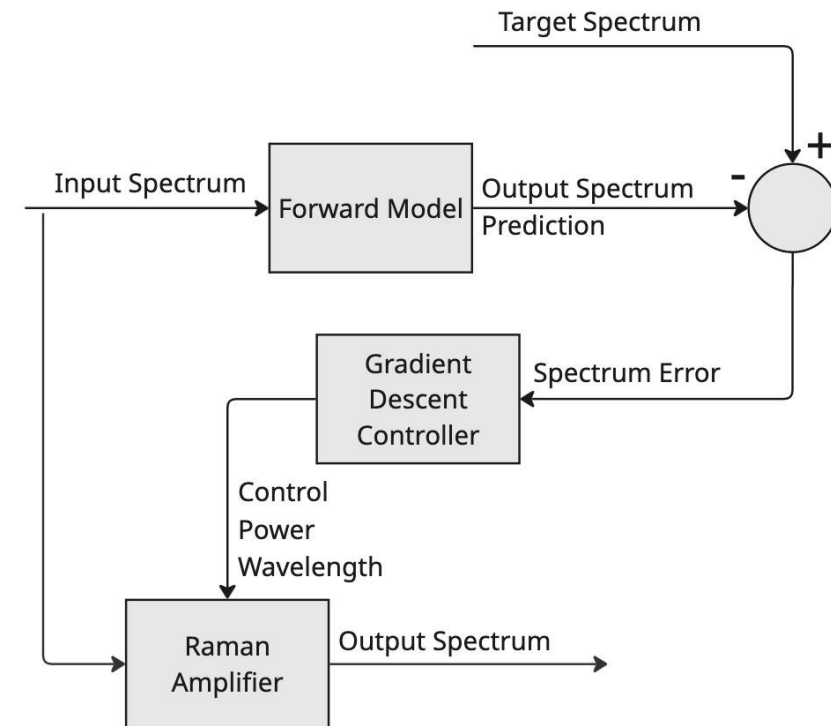 Target Spectrum
+
Input Spectrum
Forward Model
Output Spectrum
Prediction
-
Gradient
Descent
Controller
Spectrum Error
Control
Power
Wavelength
Raman
Amplifier
Output Spectrum